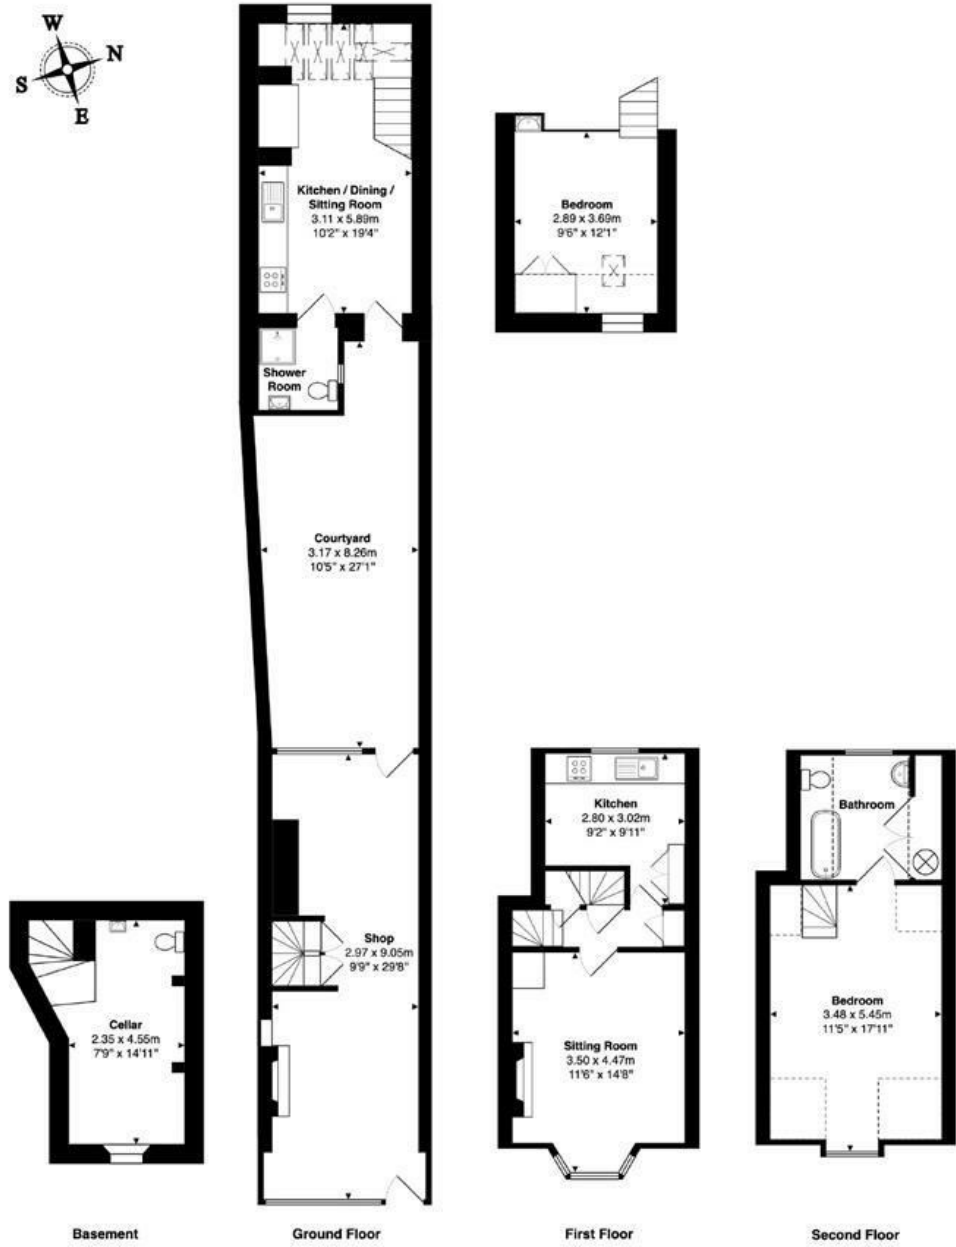 W
N
S
E
Kitchen / Dining /
Sitting Room
3.11 x 5.89m
10'2" x 19'4"
Bedroom
2.89 x 3.69m
9'6" x 12'1"
Shower
Room
Courtyard
3.17 x 8.26m
10'5" x 27'1"
Kitchen
2.80 x 3.02m
9'2" x 9'11"
Bathroom
Shop
2.97 x 9.05m
9'9" x 29'8"
Cellar
2.35 x 4.55m
7'9" x 14'11"
Sitting Room
3.50 x 4.47m
11'6" x 14'8"
Bedroom
3.48 x 5.45m
11'5" x 17'11"
Basement
Ground Floor
First Floor
Second Floor